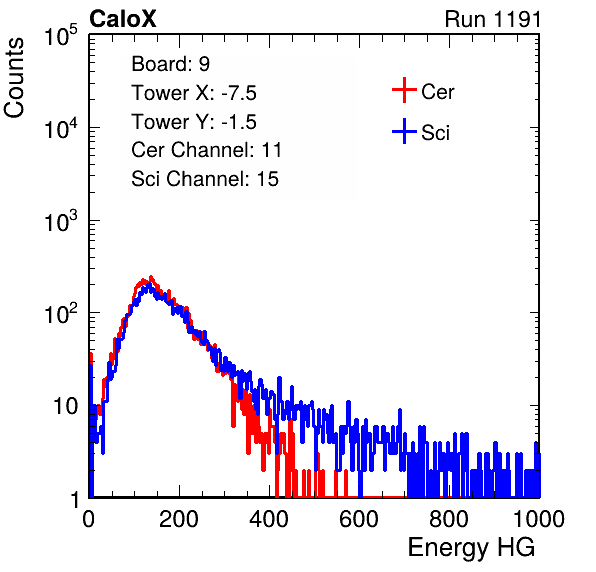 CaloX
Run 1191
Counts
Board: 9
Tower X: -7.5
Tower Y: -1.5
Cer Channel: 11
Sci Channel: 15
Cer
Sci
10^5
10^4
10^3
10^2
10
1
0 200 400 600 800 1000
Energy HG